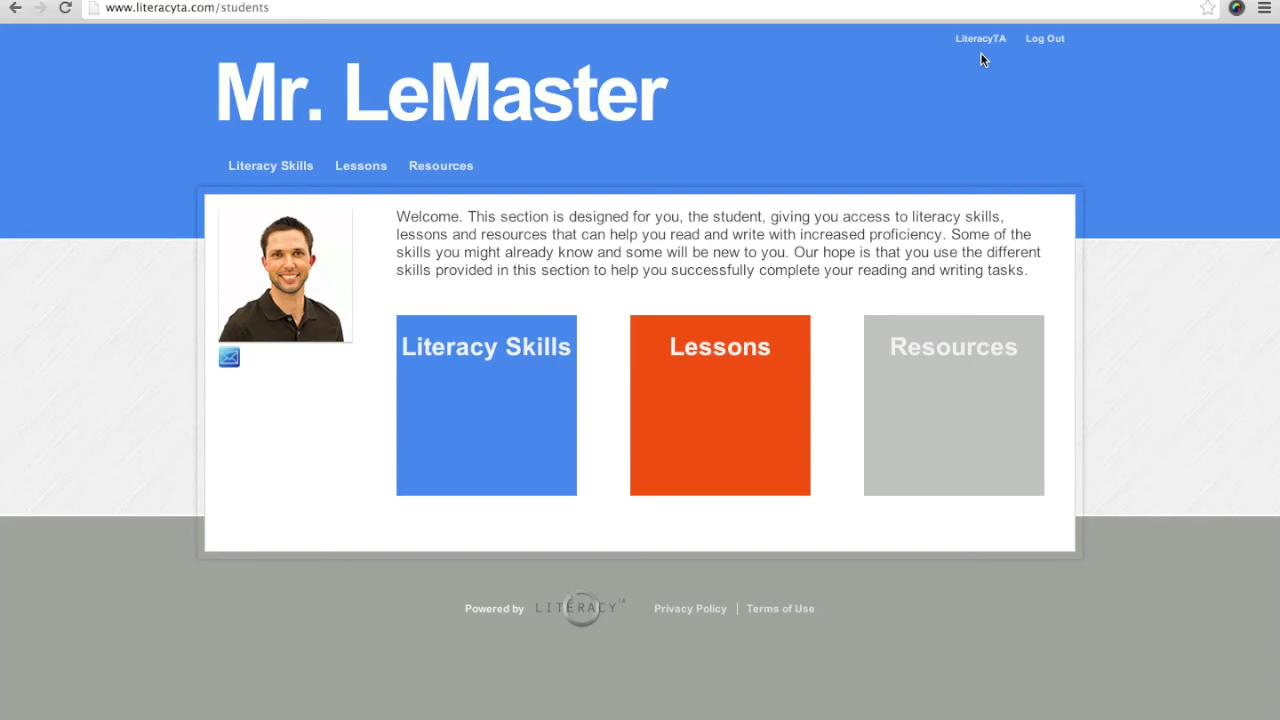 www.literacyta.com/students
LiteracyTA Log Out
Mr. LeMaster
Literacy Skills Lessons Resources
Welcome. This section is designed for you, the student, giving you access to literacy skills,
lessons and resources that can help you read and write with increased proficiency. Some of the
skills you might already know and some will be new to you. Our hope is that you use the different
skills provided in this section to help you successfully complete your reading and writing tasks.
Literacy Skills Lessons Resources
Powered by LITERACY TA Privacy Policy | Terms of Use